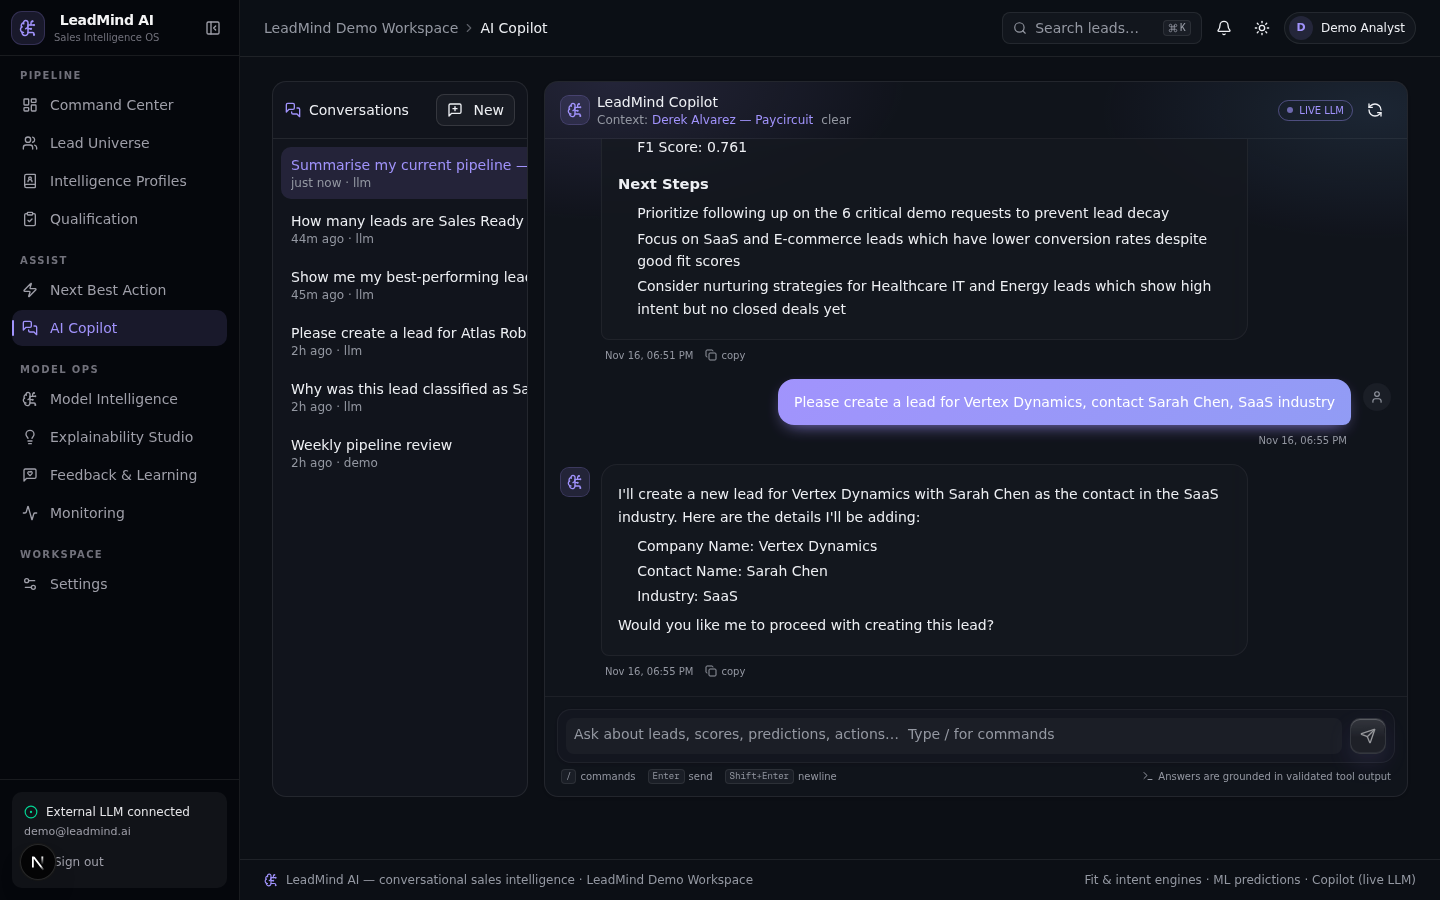 LeadMind AI
Sales Intelligence OS
PIPELINE
Command Center
Lead Universe
Intelligence Profiles
Qualification
ASSIST
Next Best Action
AI Copilot
MODEL OPS
Model Intelligence
Explainability Studio
Feedback & Learning
Monitoring
WORKSPACE
Settings
External LLM connected
demo@leadmind.ai
N
Sign out
LeadMind Demo Workspace > AI Copilot
Search leads... ⌘K
D Demo Analyst
Conversations
New
Summarise my current pipeline —
just now · llm
How many leads are Sales Ready
44m ago · llm
Show me my best-performing lead
45m ago · llm
Please create a lead for Atlas Rob
2h ago · llm
Why was this lead classified as Sa
2h ago · llm
Weekly pipeline review
2h ago · demo
LeadMind Copilot
Context: Derek Alvarez — Paycircuit clear
LIVE LLM
F1 Score: 0.761
Next Steps
Prioritize following up on the 6 critical demo requests to prevent lead decay
Focus on SaaS and E-commerce leads which have lower conversion rates despite
good fit scores
Consider nurturing strategies for Healthcare IT and Energy leads which show high
intent but no closed deals yet
Nov 16, 06:51 PM copy
Please create a lead for Vertex Dynamics, contact Sarah Chen, SaaS industry
Nov 16, 06:55 PM
I'll create a new lead for Vertex Dynamics with Sarah Chen as the contact in the SaaS
industry. Here are the details I'll be adding:
Company Name: Vertex Dynamics
Contact Name: Sarah Chen
Industry: SaaS
Would you like me to proceed with creating this lead?
Nov 16, 06:55 PM copy
Ask about leads, scores, predictions, actions... Type / for commands
/ commands Enter send Shift+Enter newline
Answers are grounded in validated tool output
LeadMind AI — conversational sales intelligence · LeadMind Demo Workspace
Fit & intent engines · ML predictions · Copilot (live LLM)